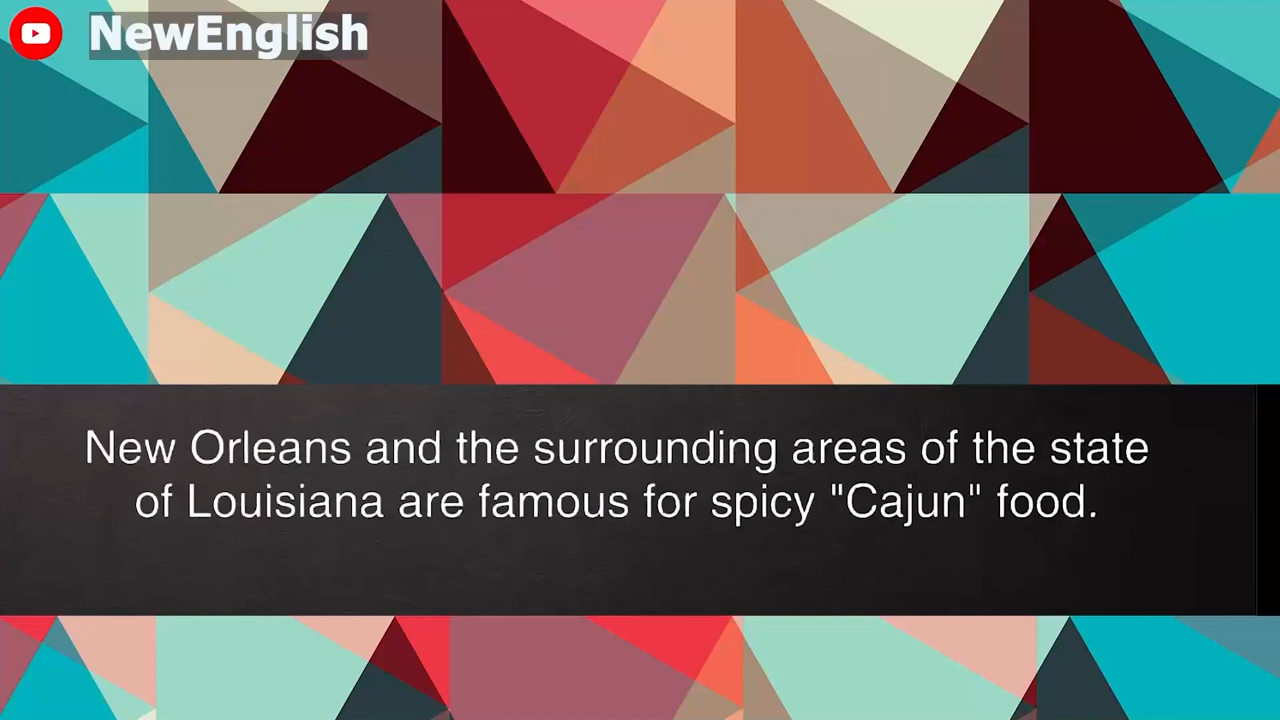 NewEnglish
New Orleans and the surrounding areas of the state
of Louisiana are famous for spicy "Cajun" food.